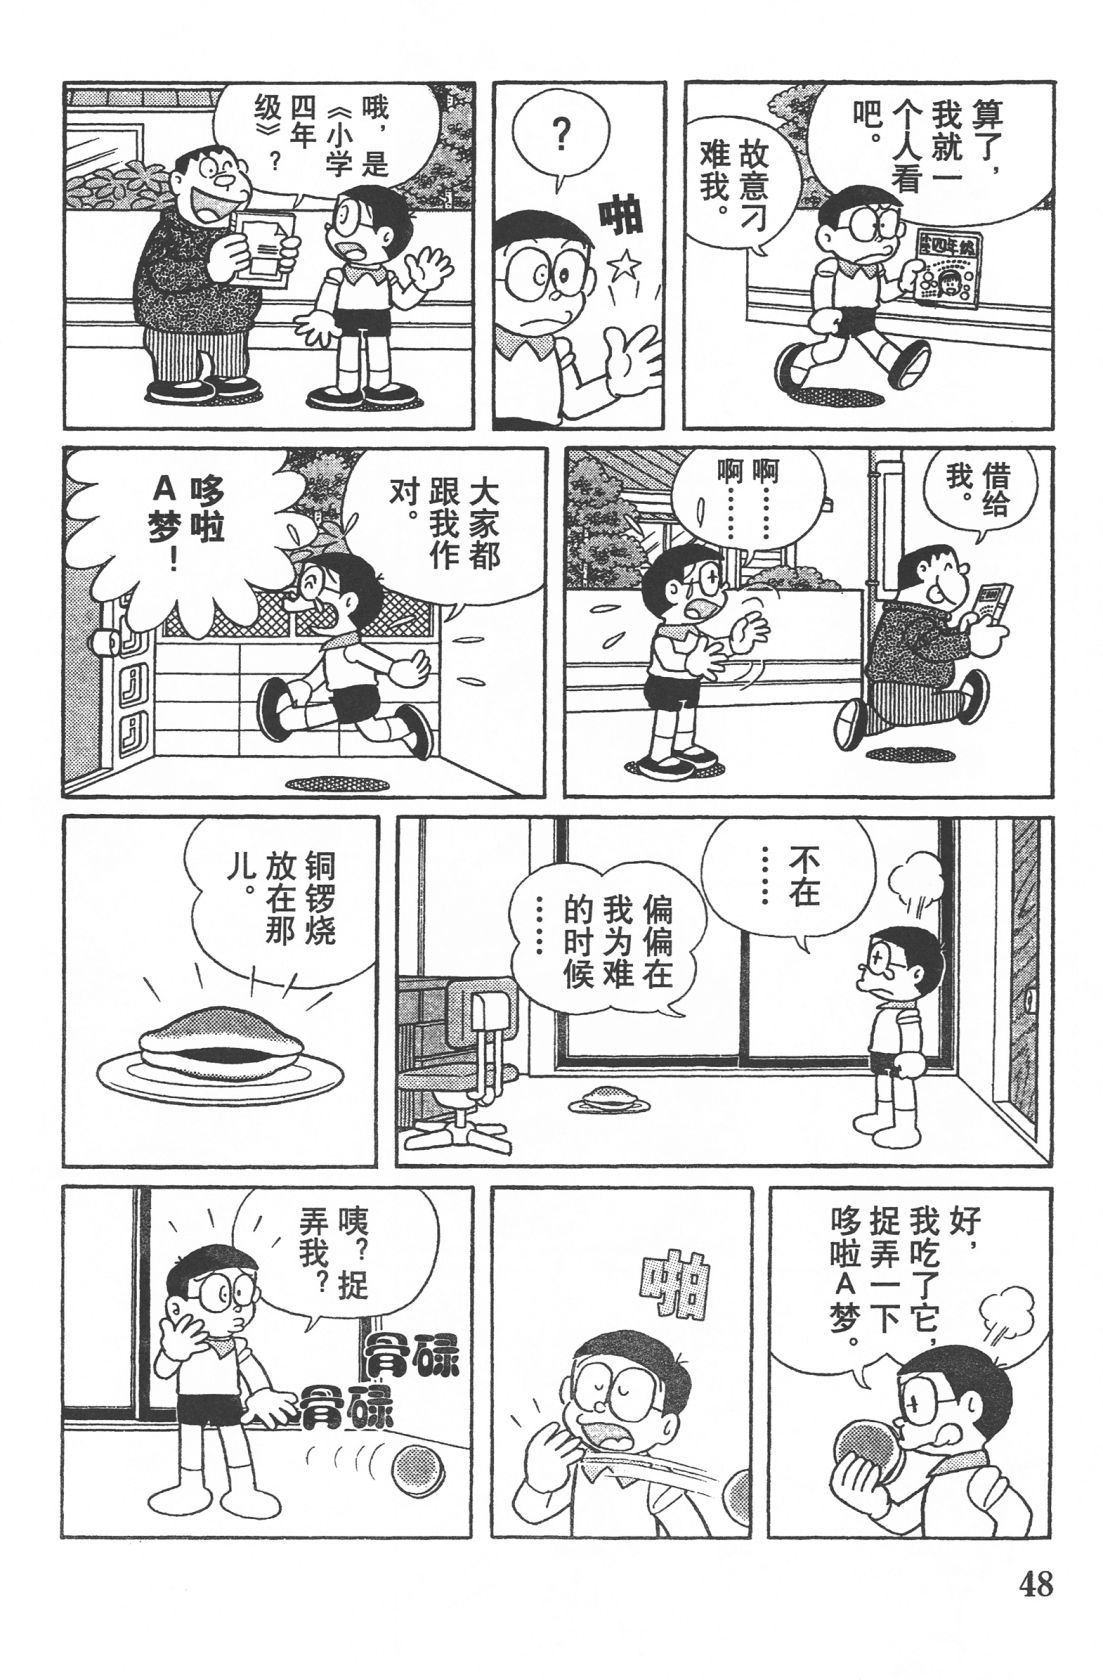 算了，
我就一
个人看
吧。
故意刁
难我。
四年级
？
啪
哦，是
《小学
四年
级》？
借给
我。
啊……
啊……
大家都
跟我作
对。
哆啦
A梦！
不在
……
偏偏在
我为难
的时候
……
铜锣烧
放在那
儿。
好，
我吃了它，
捉弄一下
哆啦A梦。
啪
咦？捉
弄我？
骨碌
骨碌
48